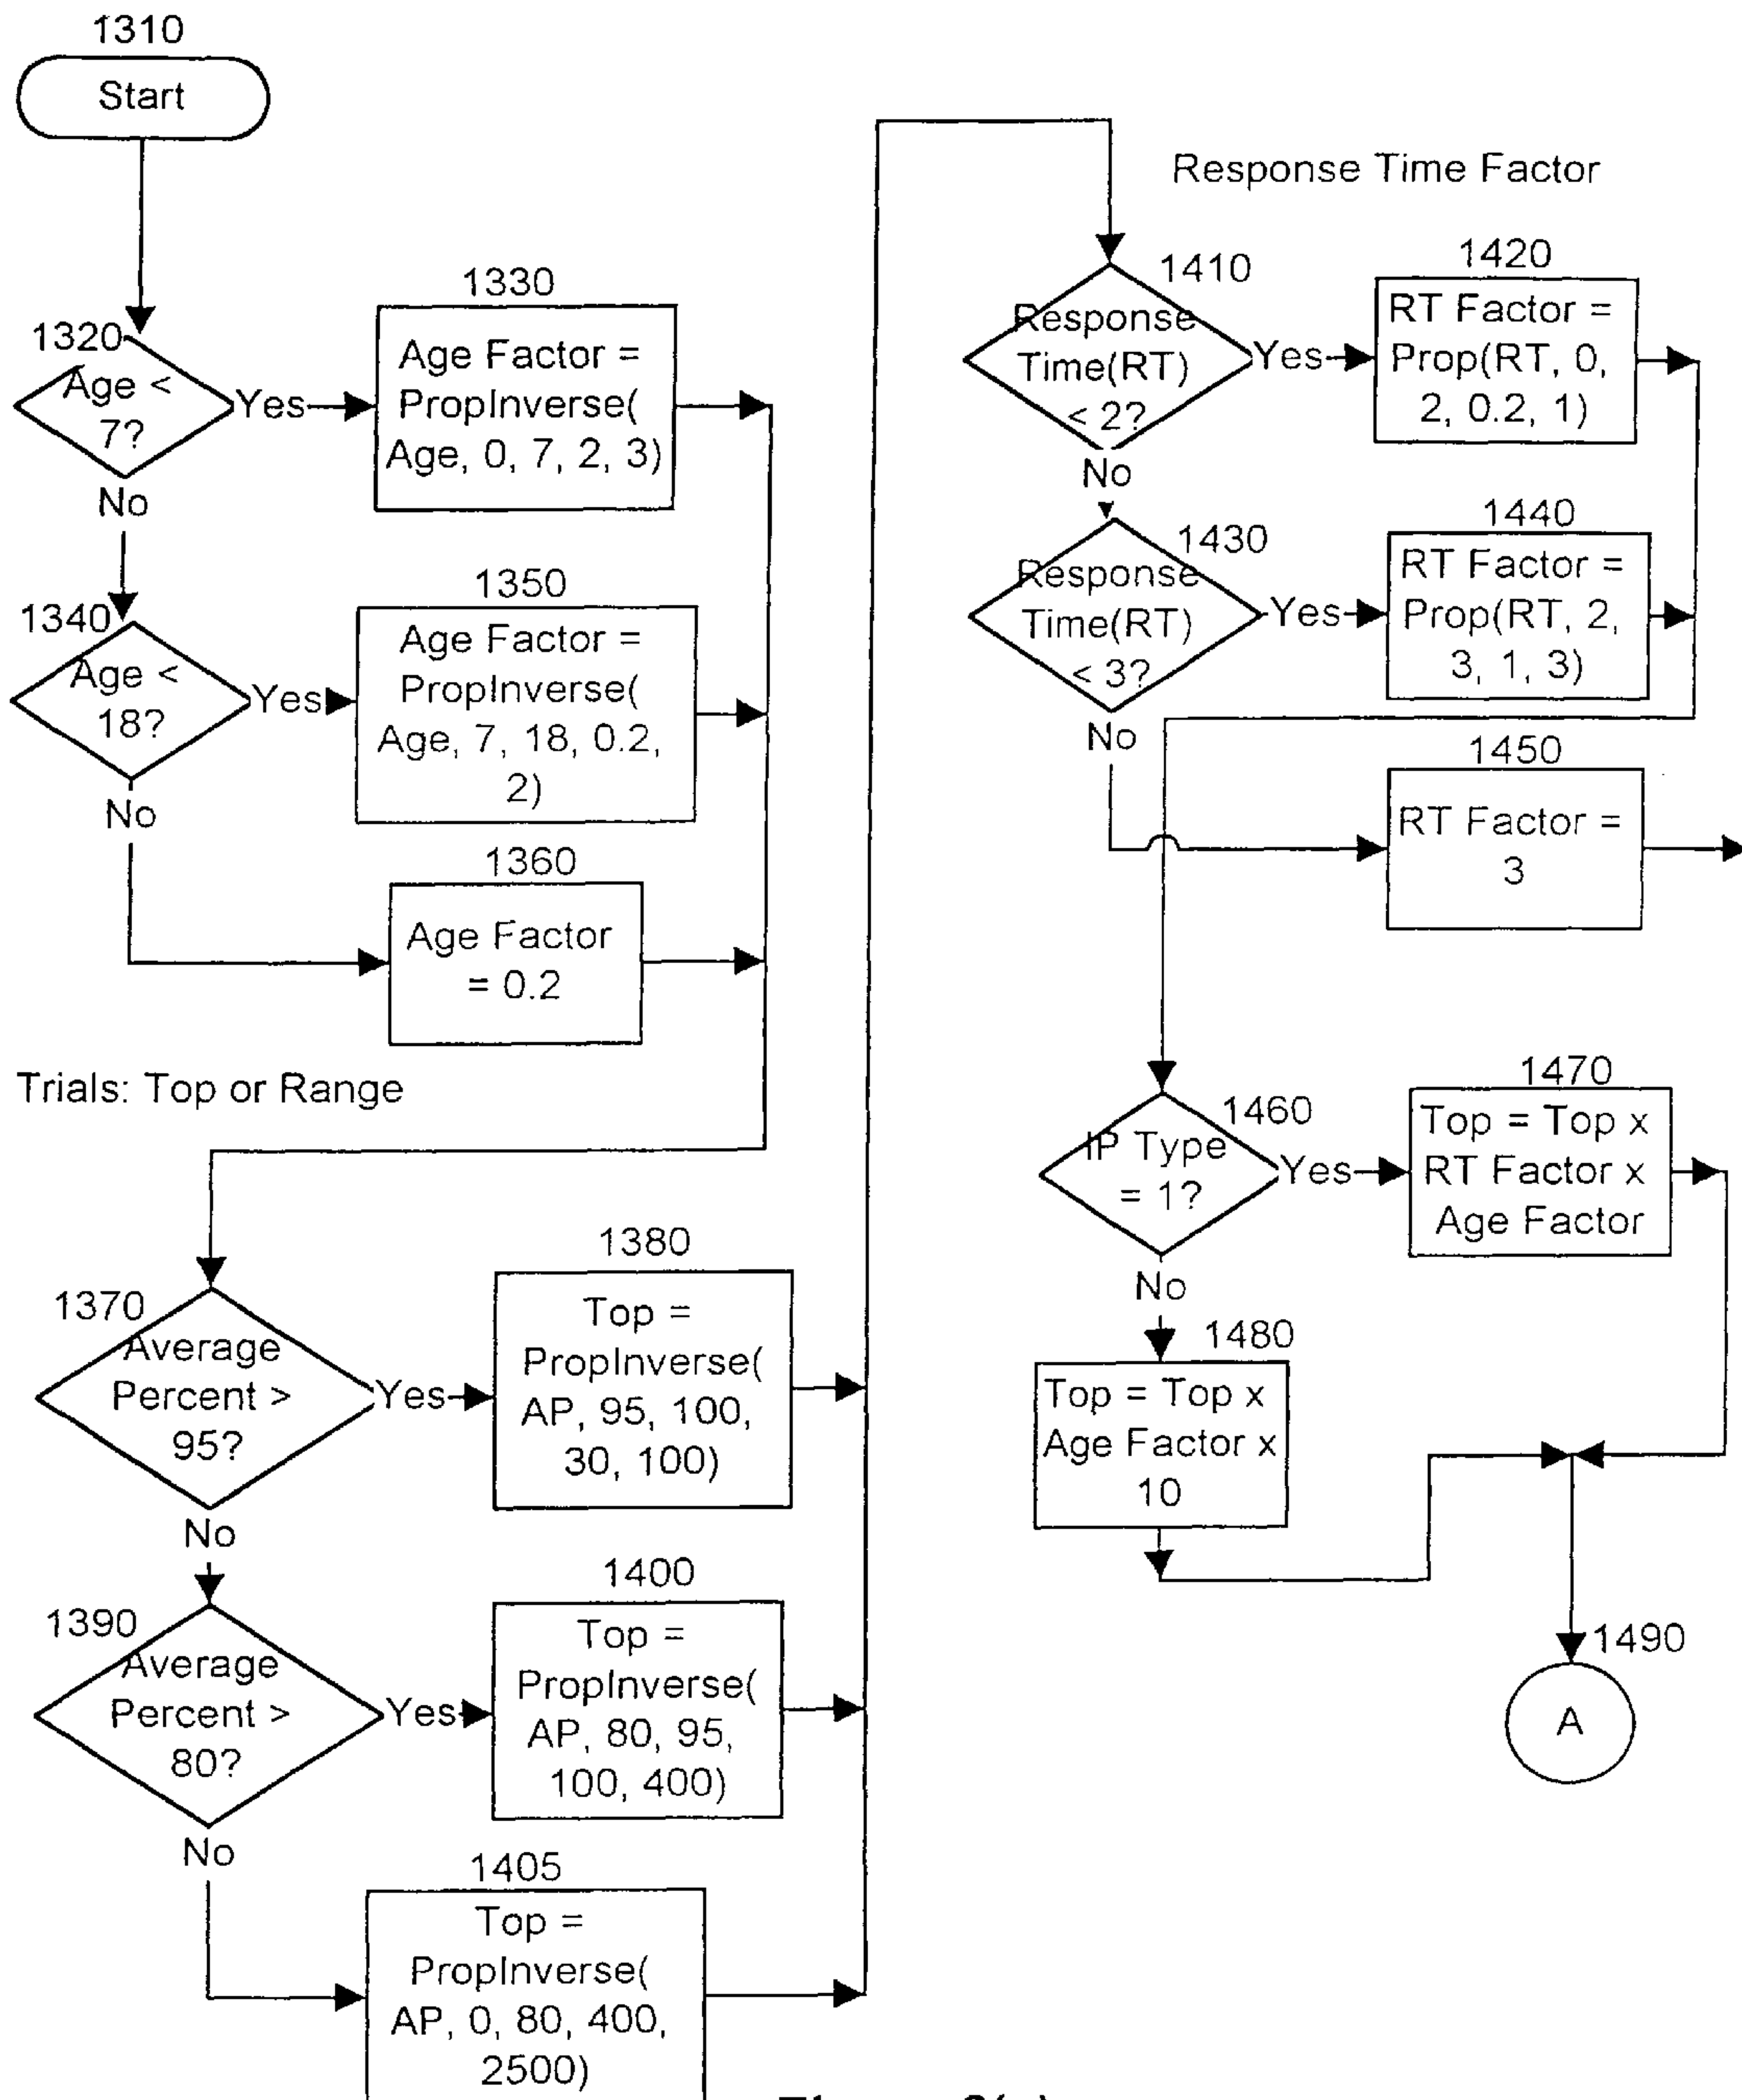 1310
Start
1320
Age <
7?
Yes
No
1330
Age Factor =
PropInverse(
Age, 0, 7, 2, 3)
1340
Age <
18?
Yes
No
1350
Age Factor =
PropInverse(
Age, 7, 18, 0.2,
2)
1360
Age Factor
= 0.2
Trials: Top or Range
1370
Average
Percent >
95?
Yes
No
1380
Top =
PropInverse(
AP, 95, 100,
30, 100)
1390
Average
Percent >
80?
Yes
No
1400
Top =
PropInverse(
AP, 80, 95,
100, 400)
1405
Top =
PropInverse(
AP, 0, 80, 400,
2500)
Response Time Factor
1410
Response
Time(RT)
< 2?
Yes
No
1420
RT Factor =
Prop(RT, 0,
2, 0.2, 1)
1430
Response
Time(RT)
< 3?
Yes
No
1440
RT Factor =
Prop(RT, 2,
3, 1, 3)
1450
RT Factor =
3
1460
IP Type
= 1?
Yes
No
1470
Top = Top x
RT Factor x
Age Factor
1480
Top = Top x
Age Factor x
10
1490
A